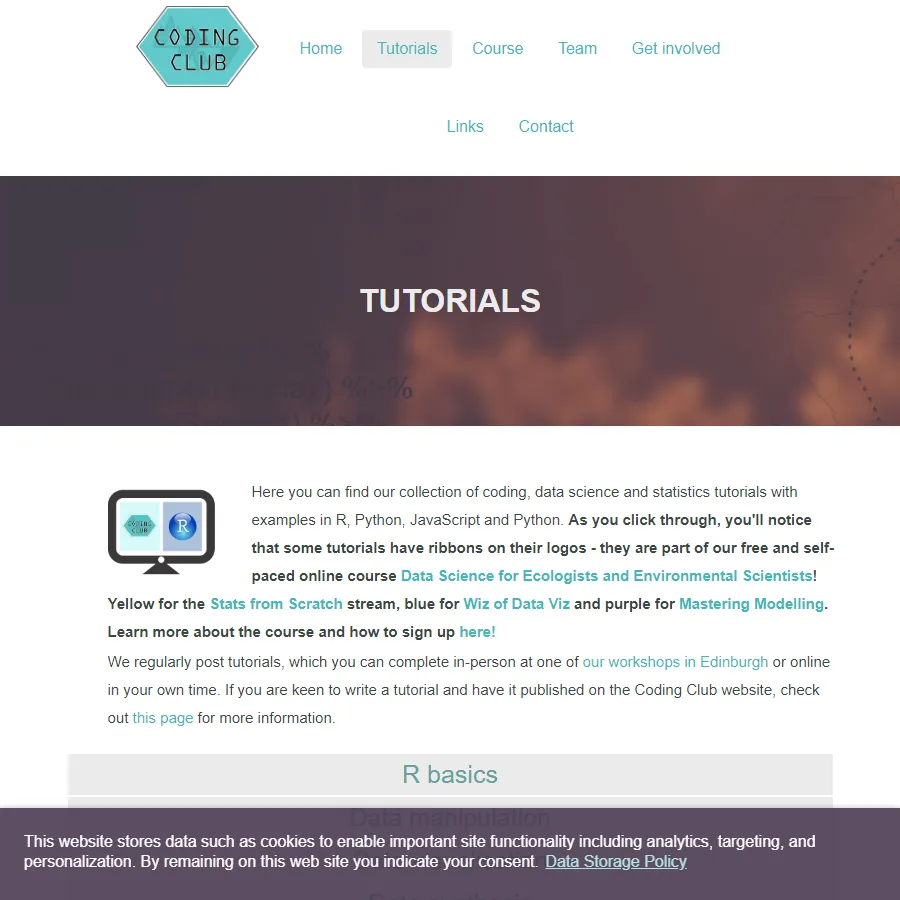 CODING
CLUB
Home
Tutorials
Course
Team
Get involved
Links
Contact
TUTORIALS
CODING
CLUB
R
Here you can find our collection of coding, data science and statistics tutorials with
examples in R, Python, JavaScript and Python. As you click through, you'll notice
that some tutorials have ribbons on their logos - they are part of our free and self-
paced online course Data Science for Ecologists and Environmental Scientists!
Yellow for the Stats from Scratch stream, blue for Wiz of Data Viz and purple for Mastering Modelling.
Learn more about the course and how to sign up here!
We regularly post tutorials, which you can complete in-person at one of our workshops in Edinburgh or online
in your own time. If you are keen to write a tutorial and have it published on the Coding Club website, check
out this page for more information.
R basics
Data manipulation
This website stores data such as cookies to enable important site functionality including analytics, targeting, and
personalization. By remaining on this web site you indicate your consent. Data Storage Policy